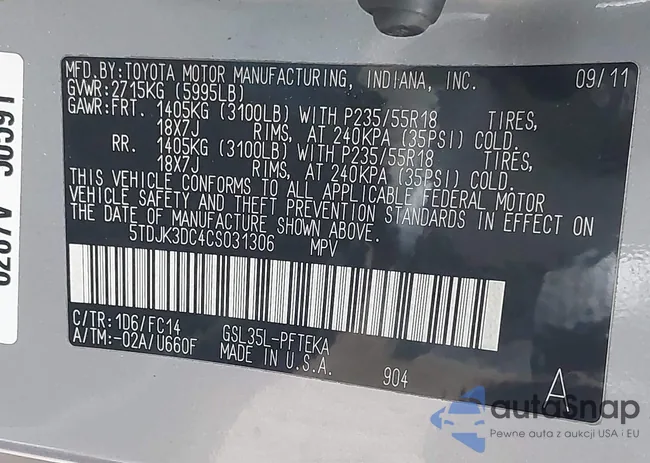 MFD.BY:TOYOTA MOTOR MANUFACTURING, INDIANA, INC. 09/11
GVWR:2715KG (5995LB)
GAWR:FRT. 1405KG (3100LB) WITH P235/55R18 TIRES,
18X7J RIMS, AT 240KPA (35PSI) COLD.
RR. 1405KG (3100LB) WITH P235/55R18 TIRES,
18X7J RIMS, AT 240KPA (35PSI) COLD.
THIS VEHICLE CONFORMS TO ALL APPLICABLE FEDERAL MOTOR
VEHICLE SAFETY AND THEFT PREVENTION STANDARDS IN EFFECT ON
THE DATE OF MANUFACTURE SHOWN ABOVE.
5TDJK3DC4CS031306 MPV
C/TR:1D6/FC14
A/TM:-02A/U660F
GSL35L-PFTEKA
MADE IN U.S.A.
904
A
autoSnap
Pewne auta z aukcji USA i EU